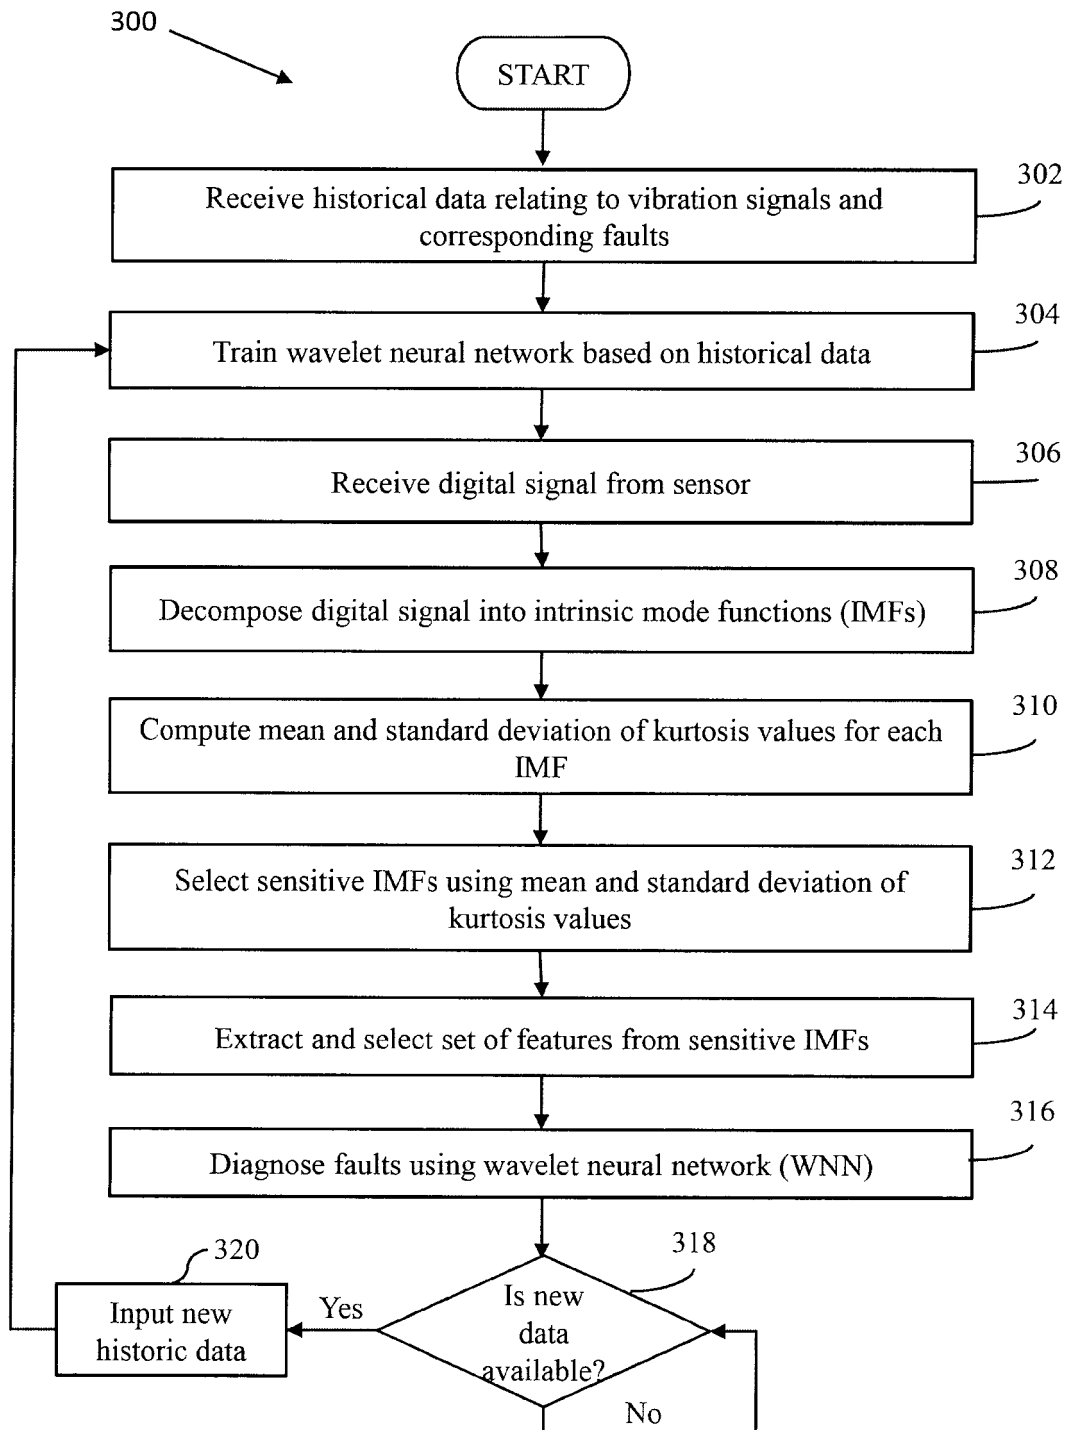 300
START
302
Receive historical data relating to vibration signals and
corresponding faults
304
Train wavelet neural network based on historical data
306
Receive digital signal from sensor
308
Decompose digital signal into intrinsic mode functions (IMFs)
310
Compute mean and standard deviation of kurtosis values for each
IMF
312
Select sensitive IMFs using mean and standard deviation of
kurtosis values
314
Extract and select set of features from sensitive IMFs
316
Diagnose faults using wavelet neural network (WNN)
318
320
Is new
data
available?
Yes
Input new
historic data
No